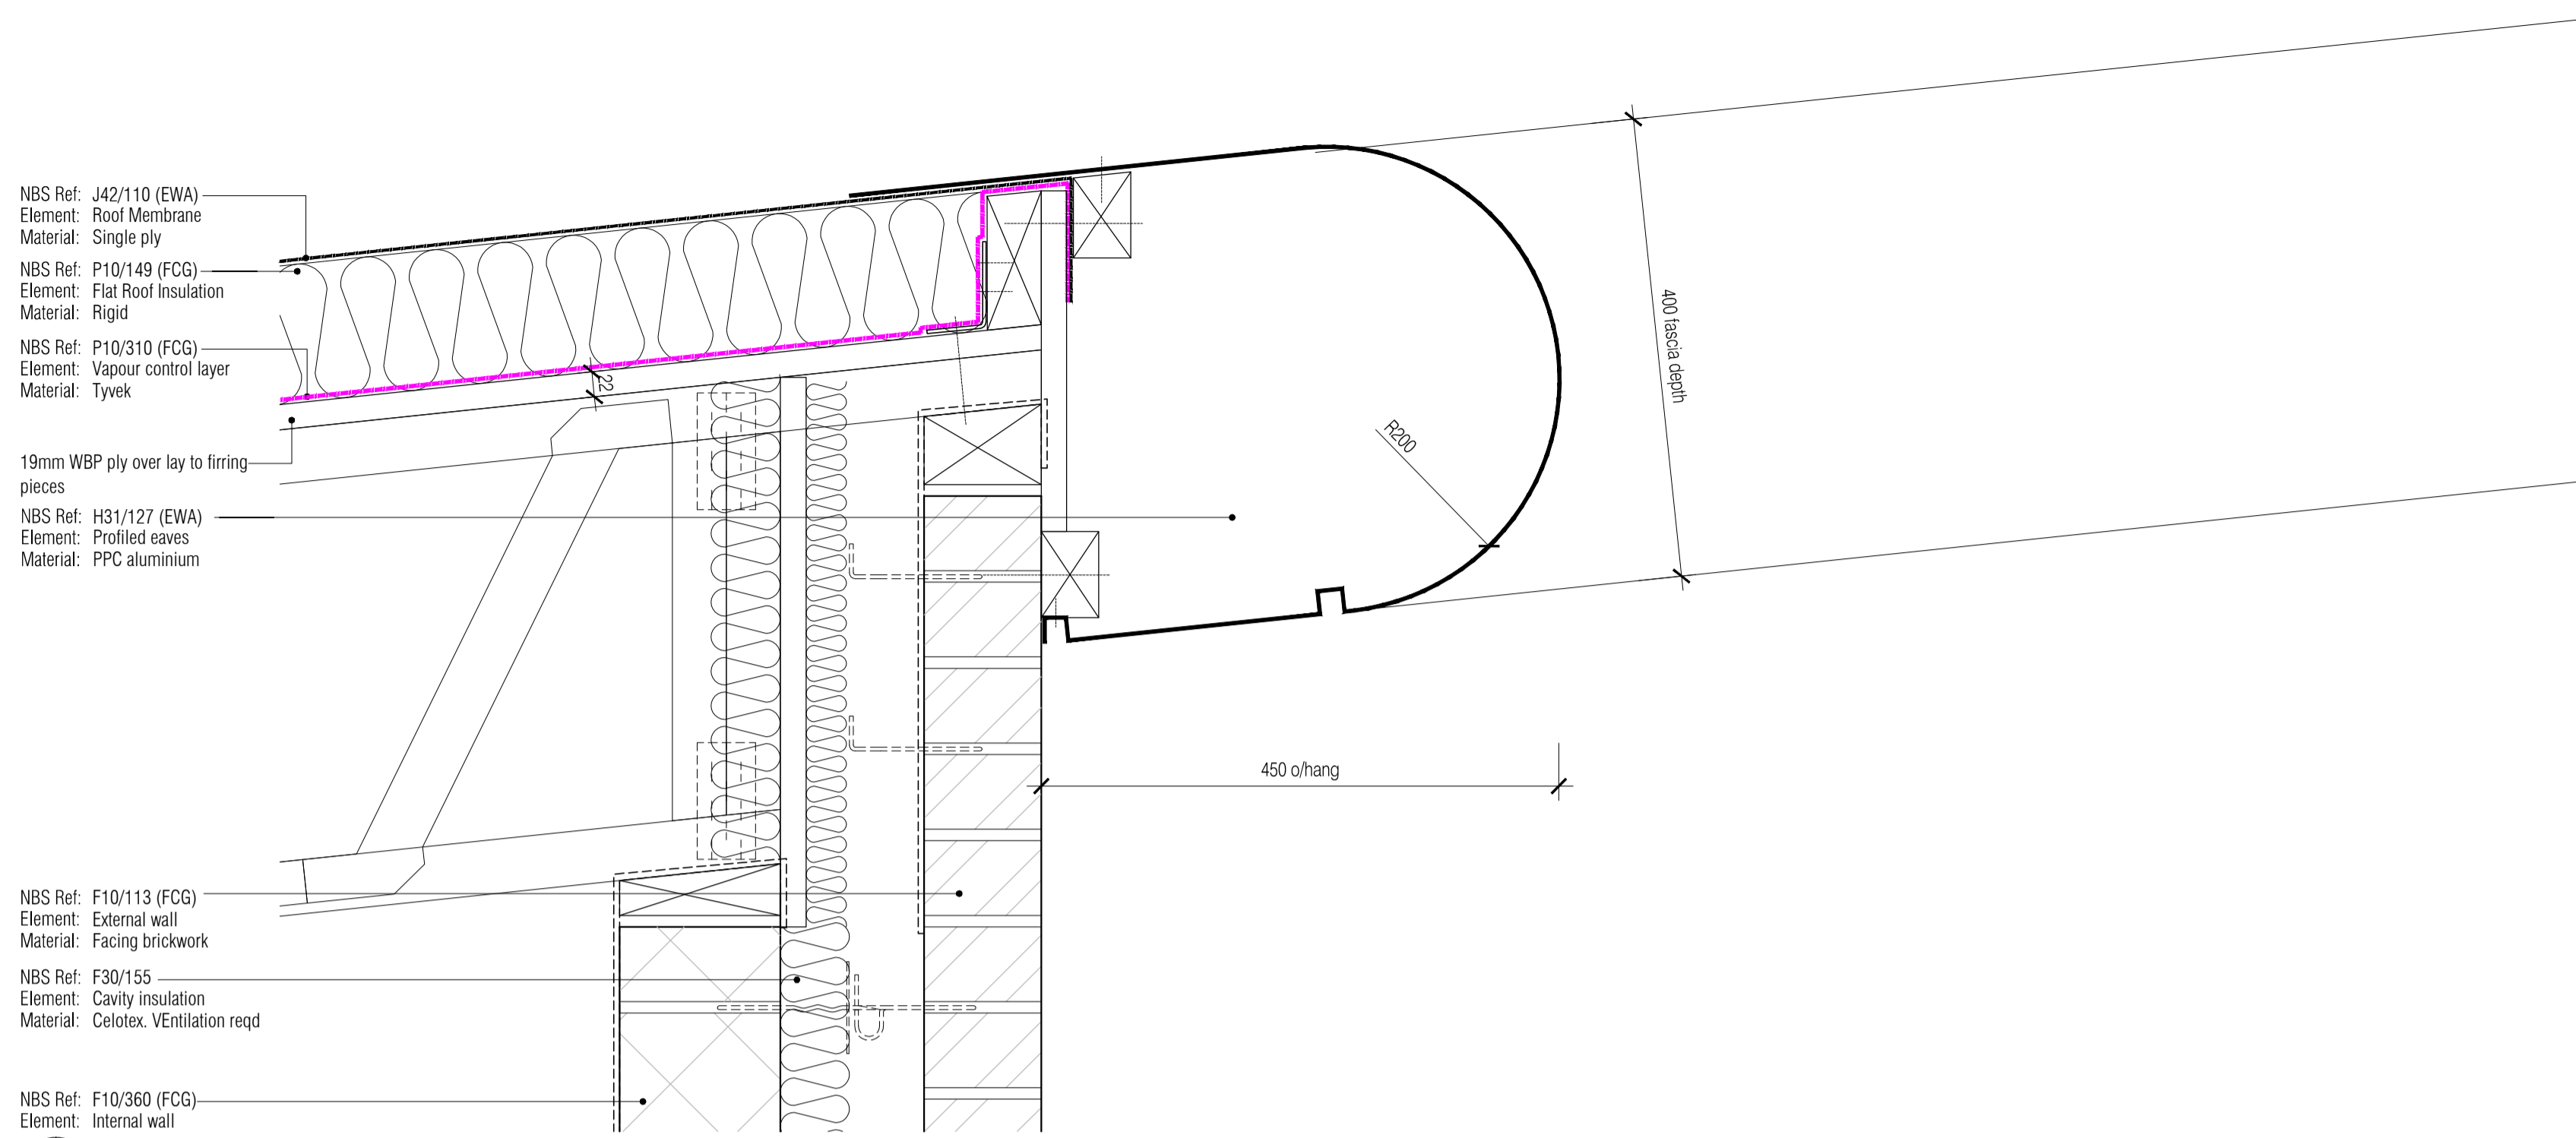 NBS Ref: J42/110 (EWA)
Element: Roof Membrane
Material: Single ply
NBS Ref: P10/149 (FCG)
Element: Flat Roof Insulation
Material: Rigid
NBS Ref: P10/310 (FCG)
Element: Vapour control layer
Material: Tyvek
19mm WBP ply over lay to firring
pieces
NBS Ref: H31/127 (EWA)
Element: Profiled eaves
Material: PPC aluminium
NBS Ref: F10/113 (FCG)
Element: External wall
Material: Facing brickwork
NBS Ref: F30/155
Element: Cavity insulation
Material: Celotex. VEntilation reqd
NBS Ref: F10/360 (FCG)
Element: Internal wall
22
R200
400 fascia depth
450 o/hang